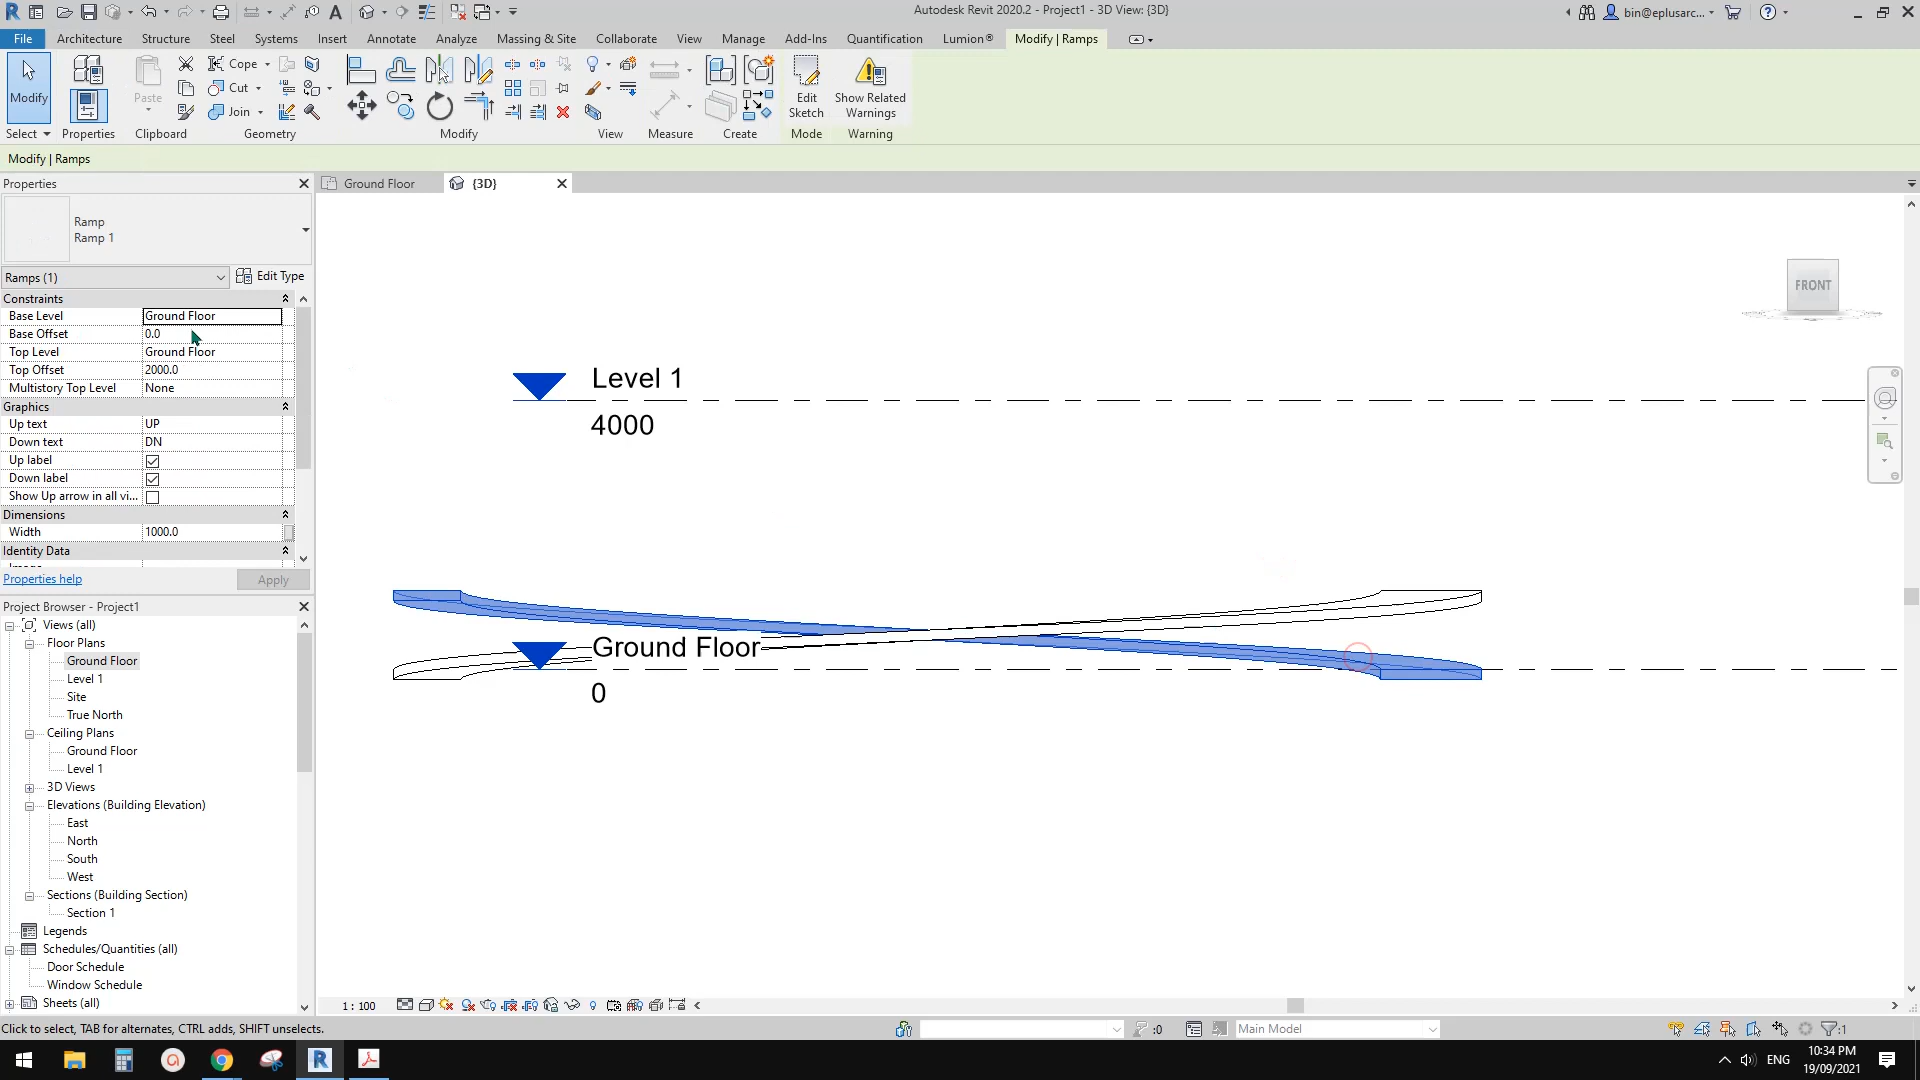 Autodesk Revit 2020.2 - Project1 - 3D View: {3D}
bin@eplusarc...
File Architecture Structure Steel Systems Insert Annotate Analyze Massing & Site Collaborate View Manage Add-Ins Quantification Lumion® Modify | Ramps
Modify
Paste
Cope
Cut
Join
Edit
Sketch
Show Related
Warnings
Select Properties Clipboard Geometry Modify View Measure Create Mode Warning
Modify | Ramps
Properties
Ground Floor
{3D}
Ramp
Ramp 1
Ramps (1)
Edit Type
Constraints
Base Level Ground Floor
Base Offset 0.0
Top Level Ground Floor
Top Offset 2000.0
Multistory Top Level None
Graphics
Up text UP
Down text DN
Up label
Down label
Show Up arrow in all vi...
Dimensions
Width 1000.0
Identity Data
Properties help
Apply
Project Browser - Project1
Views (all)
Floor Plans
Ground Floor
Level 1
Site
True North
Ceiling Plans
Ground Floor
Level 1
3D Views
Elevations (Building Elevation)
East
North
South
West
Sections (Building Section)
Section 1
Legends
Schedules/Quantities (all)
Door Schedule
Window Schedule
Sheets (all)
FRONT
Level 1
4000
Ground Floor
0
1 : 100
Click to select, TAB for alternates, CTRL adds, SHIFT unselects.
:0
Main Model
:1
ENG
10:34 PM
19/09/2021